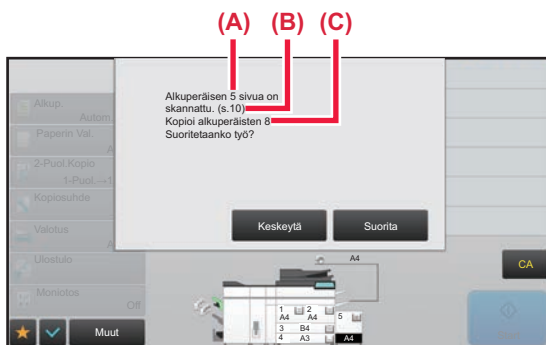 (A) (B) (C)
Alkuperäisen 5 sivua on
skannattu. (s.10)
Kopioi alkuperäisten 8
Suoritetaanko työ?
Keskeytä
Suorita
Alkup.
Autom.
Paperin Val.
A
2-Puol.Kopio
1-Puol.→1
Kopiosuhde
Valotus
A
Ulostulo
Moniotos
Off
Muut
A4
1 A4
2 A4
3 B4
4 A3
5
A4
CA